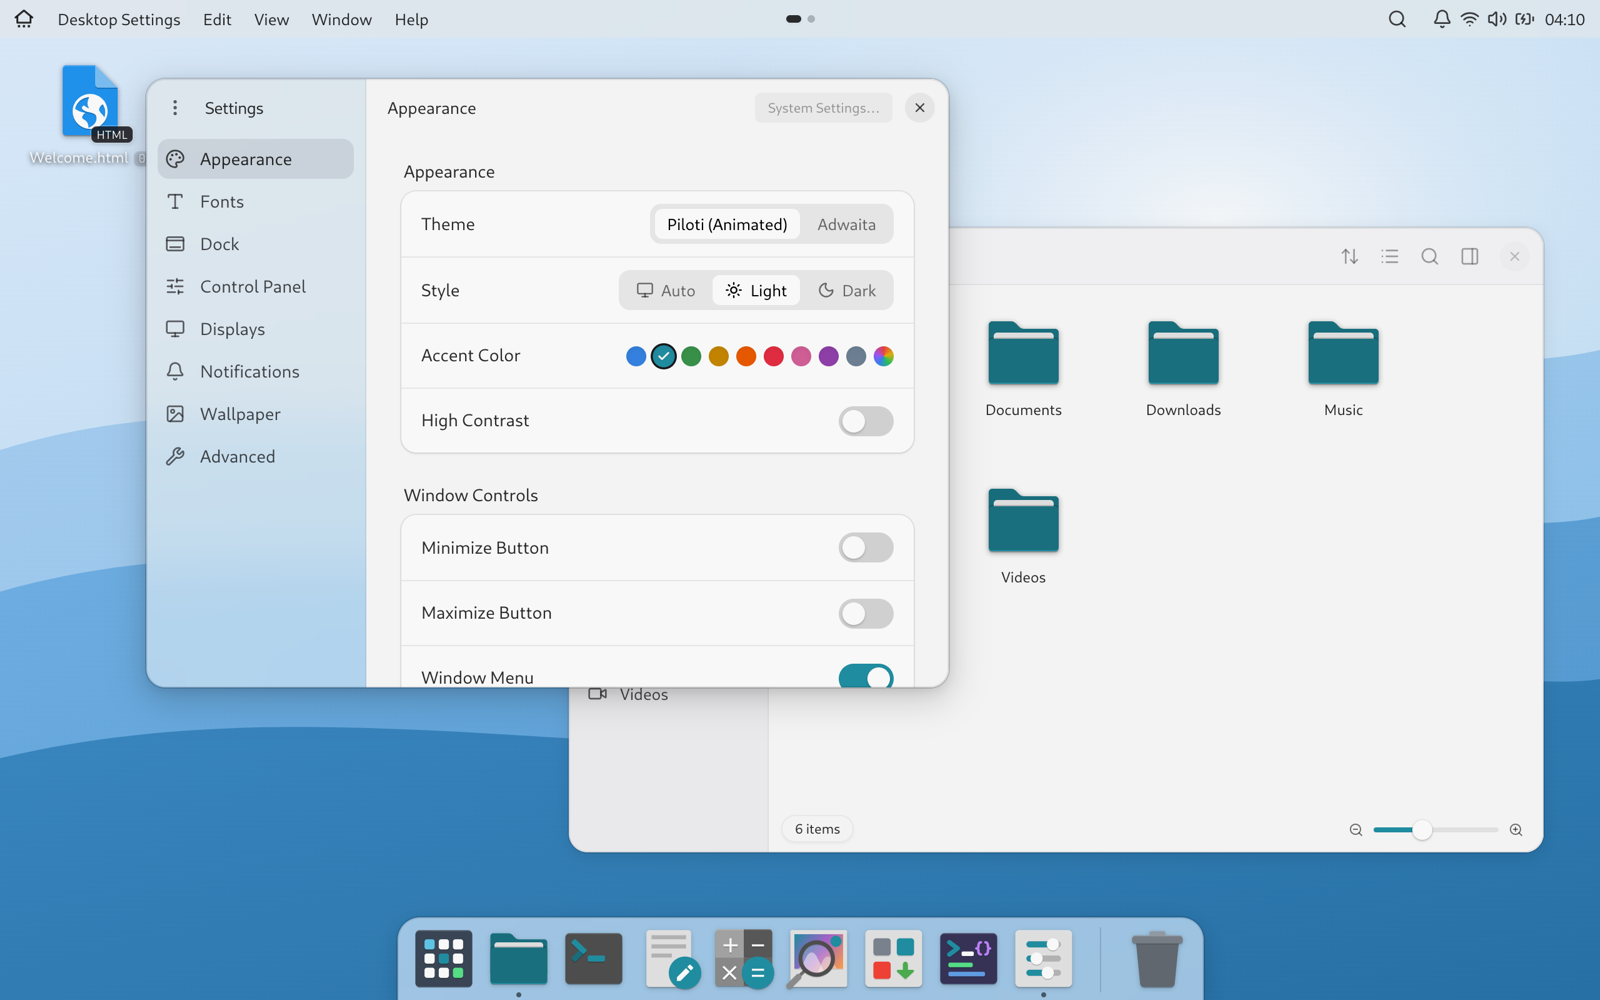 Desktop Settings Edit View Window Help 04:10
HTML
Welcome.html
Settings
Appearance
Fonts
Dock
Control Panel
Displays
Notifications
Wallpaper
Advanced
Appearance System Settings...
Appearance
Theme Piloti (Animated) Adwaita
Style Auto Light Dark
Accent Color
High Contrast
Window Controls
Minimize Button
Maximize Button
Window Menu
Documents Downloads Music
Videos
Videos
6 items